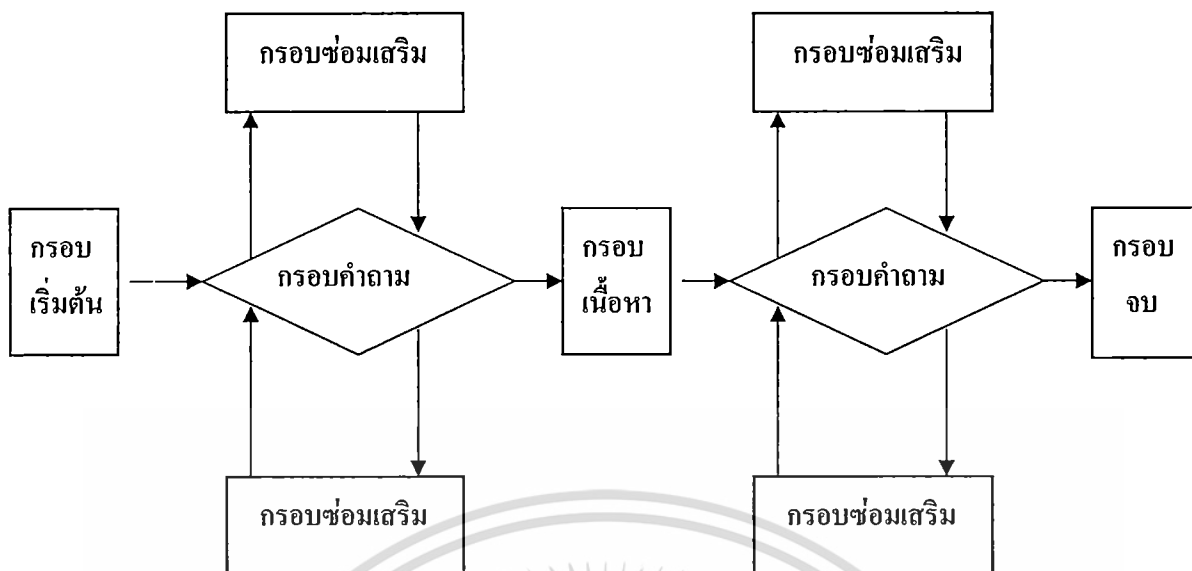 กรอบซ่อมเสริม
กรอบซ่อมเสริม
กรอบ
เริ่มต้น
กรอบคำถาม
กรอบ
เนื้อหา
กรอบคำถาม
กรอบ
จบ
กรอบซ่อมเสริม
กรอบซ่อมเสริม